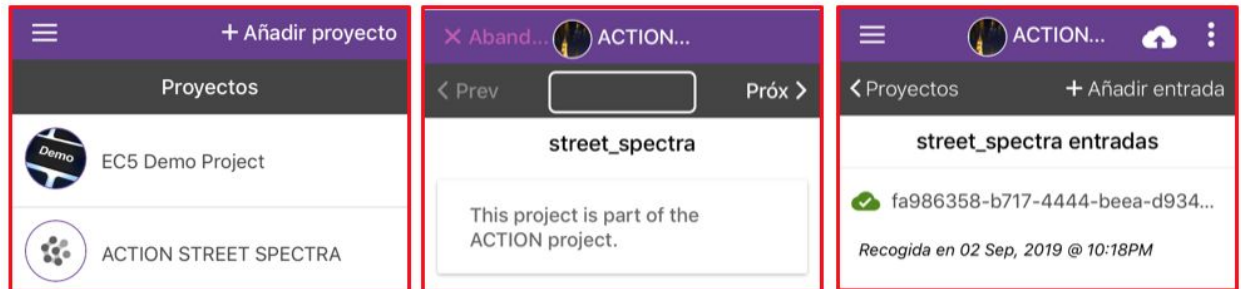 + Añadir proyecto
Proyectos
Demo
EC5 Demo Project
ACTION STREET SPECTRA
× Aband... ACTION...
< Prev Próx >
street_spectra
This project is part of the
ACTION project.
ACTION...
<Proyectos + Añadir entrada
street_spectra entradas
fa986358-b717-4444-beea-d934...
Recogida en 02 Sep, 2019 @ 10:18PM